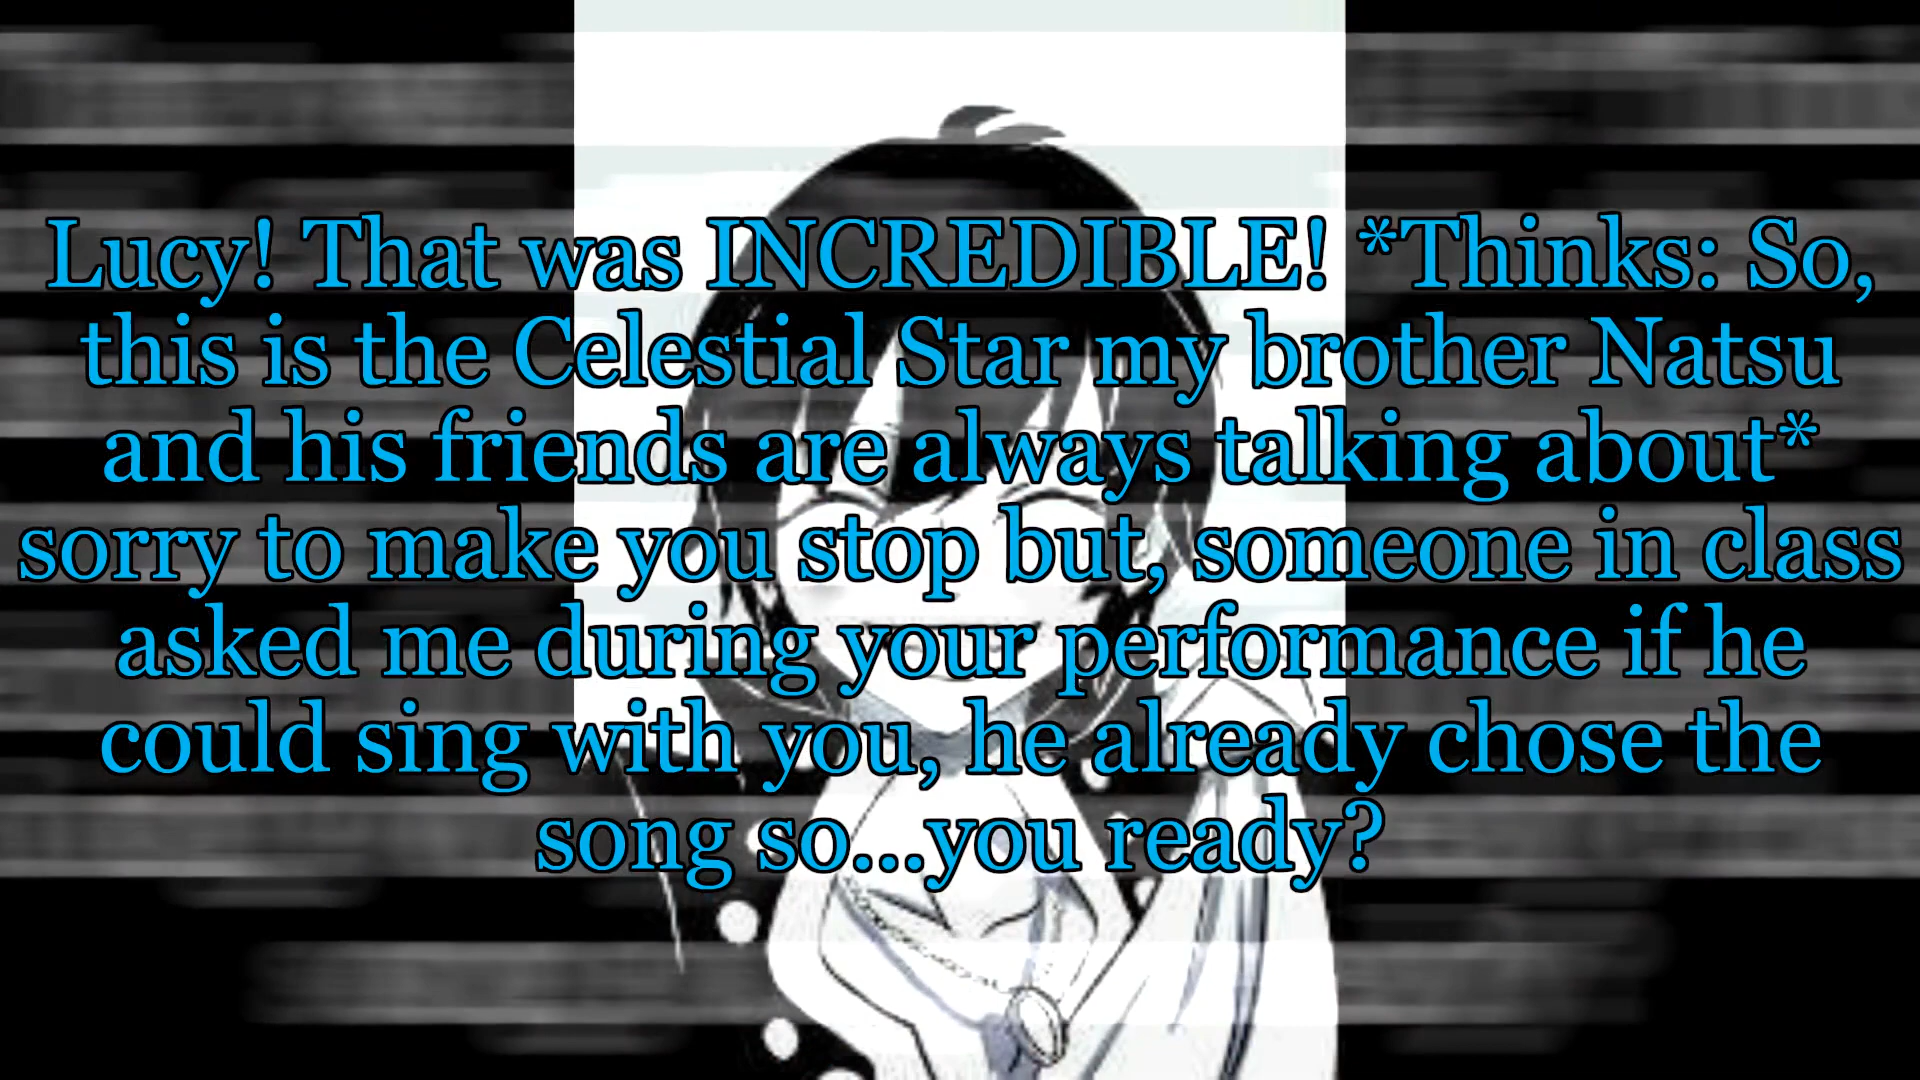 Lucy! That was INCREDIBLE! *Thinks: So,
this is the Celestial Star my brother Natsu
and his friends are always talking about*
sorry to make you stop but, someone in class
asked me during your performance if he
could sing with you, he already chose the
song so...you ready?